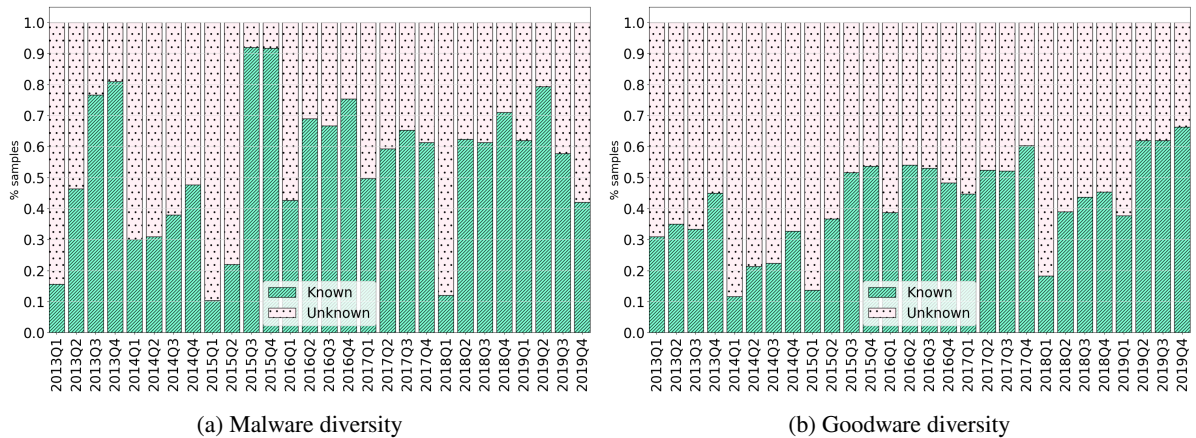 1.0
0.9
0.8
0.7
0.6
0.5
0.4
0.3
0.2
0.1
0.0
% samples
Known
Unknown
2013Q1
2013Q2
2013Q3
2013Q4
2014Q1
2014Q2
2014Q3
2014Q4
2015Q1
2015Q2
2015Q3
2015Q4
2016Q1
2016Q2
2016Q3
2016Q4
2017Q1
2017Q2
2017Q3
2017Q4
2018Q1
2018Q2
2018Q3
2018Q4
2019Q1
2019Q2
2019Q3
2019Q4
(a) Malware diversity
1.0
0.9
0.8
0.7
0.6
0.5
0.4
0.3
0.2
0.1
0.0
% samples
Known
Unknown
2013Q1
2013Q2
2013Q3
2013Q4
2014Q1
2014Q2
2014Q3
2014Q4
2015Q1
2015Q2
2015Q3
2015Q4
2016Q1
2016Q2
2016Q3
2016Q4
2017Q1
2017Q2
2017Q3
2017Q4
2018Q1
2018Q2
2018Q3
2018Q4
2019Q1
2019Q2
2019Q3
2019Q4
(b) Goodware diversity